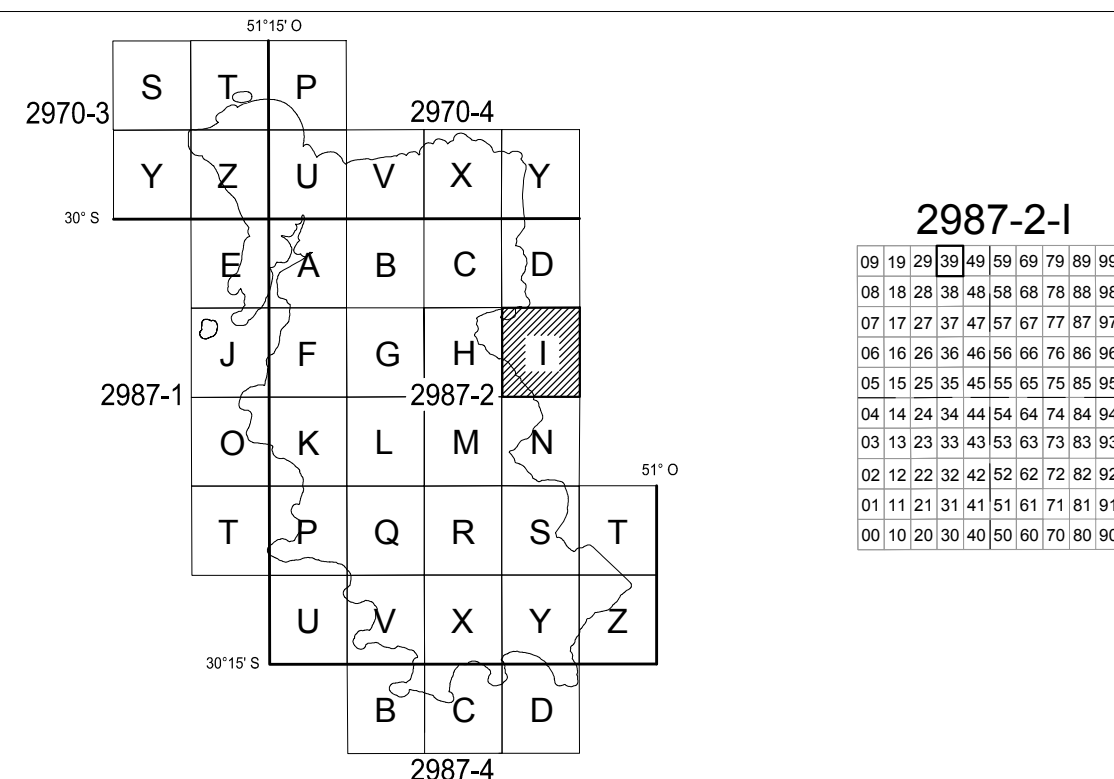 51°15' O
S T P
2970-3 2970-4
Y Z U V X Y
30° S
E A B C D
J F G H I
2987-1 2987-2
O K L M N
51° O
T P Q R S T
U V X Y Z
30°15' S
B C D
2987-4
2987-2-I
09 19 29 39 49 59 69 79 89 99
08 18 28 38 48 58 68 78 88 98
07 17 27 37 47 57 67 77 87 97
06 16 26 36 46 56 66 76 86 96
05 15 25 35 45 55 65 75 85 95
04 14 24 34 44 54 64 74 84 94
03 13 23 33 43 53 63 73 83 93
02 12 22 32 42 52 62 72 82 92
01 11 21 31 41 51 61 71 81 91
00 10 20 30 40 50 60 70 80 90